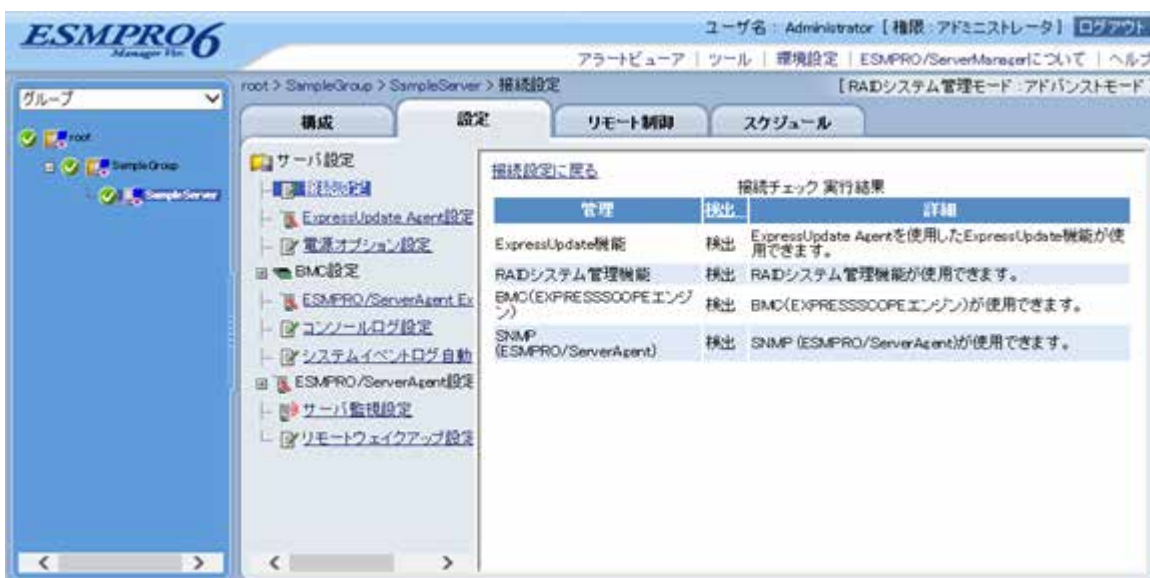 ESMPRO6
Manager Ver.
ユーザ名 : Administrator [ 権限 : アドミニストレータ ] ログアウト
アラートビューア | ツール | 環境設定 | ESMPRO/ServerManagerについて | ヘルプ
グループ
root > SampleGroup > SampleServer > 接続設定
[ RAIDシステム管理モード : アドバンストモード
root
SampleGroup
SampleServer
構成
設定
リモート制御
スケジュール
サーバ設定
接続設定
ExpressUpdate Agent設定
電源オプション設定
BMC設定
ESMPRO/ServerAgent Ex
コンソールログ設定
システムイベントログ自動
ESMPRO/ServerAgent設定
サーバ監視設定
リモートウェイクアップ設定
接続設定に戻る
接続チェック 実行結果
管理 検出 詳細
ExpressUpdate機能 検出 ExpressUpdate Agentを使用したExpressUpdate機能が使用できます。
RAIDシステム管理機能 検出 RAIDシステム管理機能が使用できます。
BMC(EXPRESSSCOPEエンジン) 検出 BMC(EXPRESSSCOPEエンジン)が使用できます。
SNMP (ESMPRO/ServerAgent) 検出 SNMP (ESMPRO/ServerAgent)が使用できます。